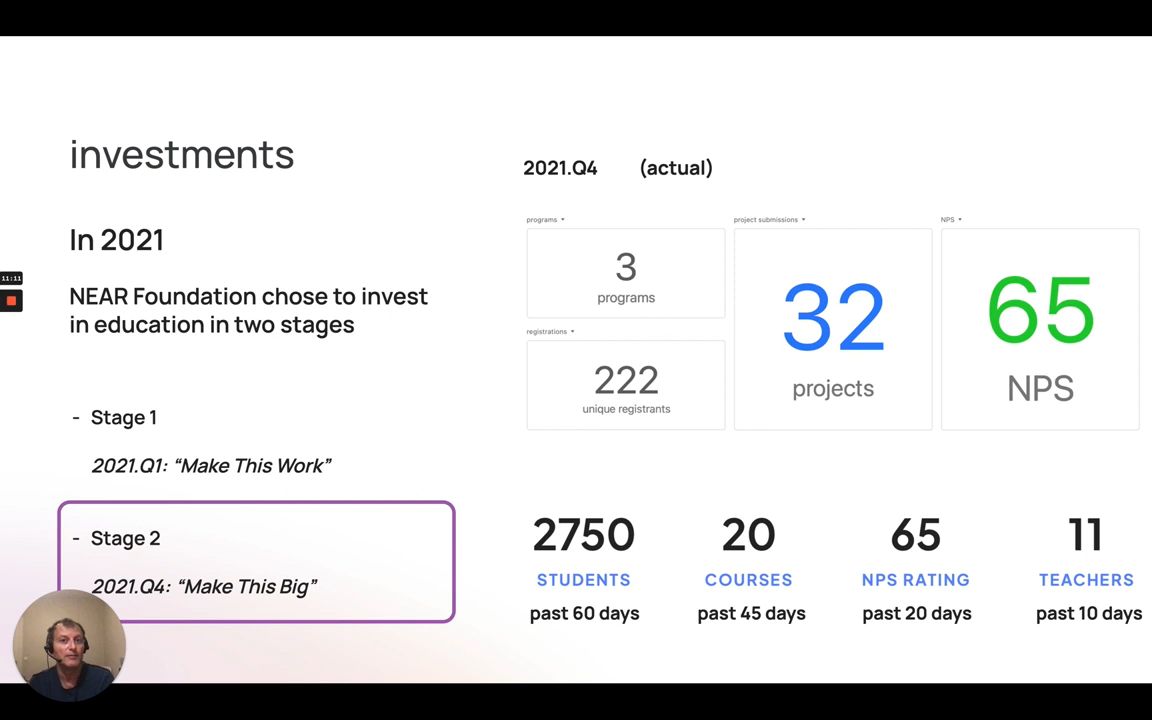 investments
In 2021
NEAR Foundation chose to invest
in education in two stages
- Stage 1
2021.Q1: “Make This Work”
- Stage 2
2021.Q4: “Make This Big”
11:11
2021.Q4 (actual)
programs
3
programs
registrations
222
unique registrants
project submissions
32
projects
NPS
65
NPS
2750
STUDENTS
past 60 days
20
COURSES
past 45 days
65
NPS RATING
past 20 days
11
TEACHERS
past 10 days